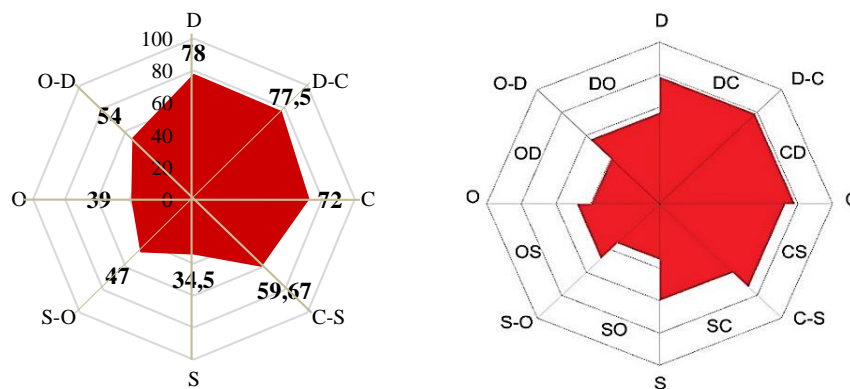 D
100
78
80
O-D
D-C
77,5
54
60
40
20
O
39
0
72
C
47
34,5
59,67
S-O
C-S
S
D
O-D
DO
DC
D-C
OD
CD
O
OS
CS
S-O
SO
SC
C-S
S